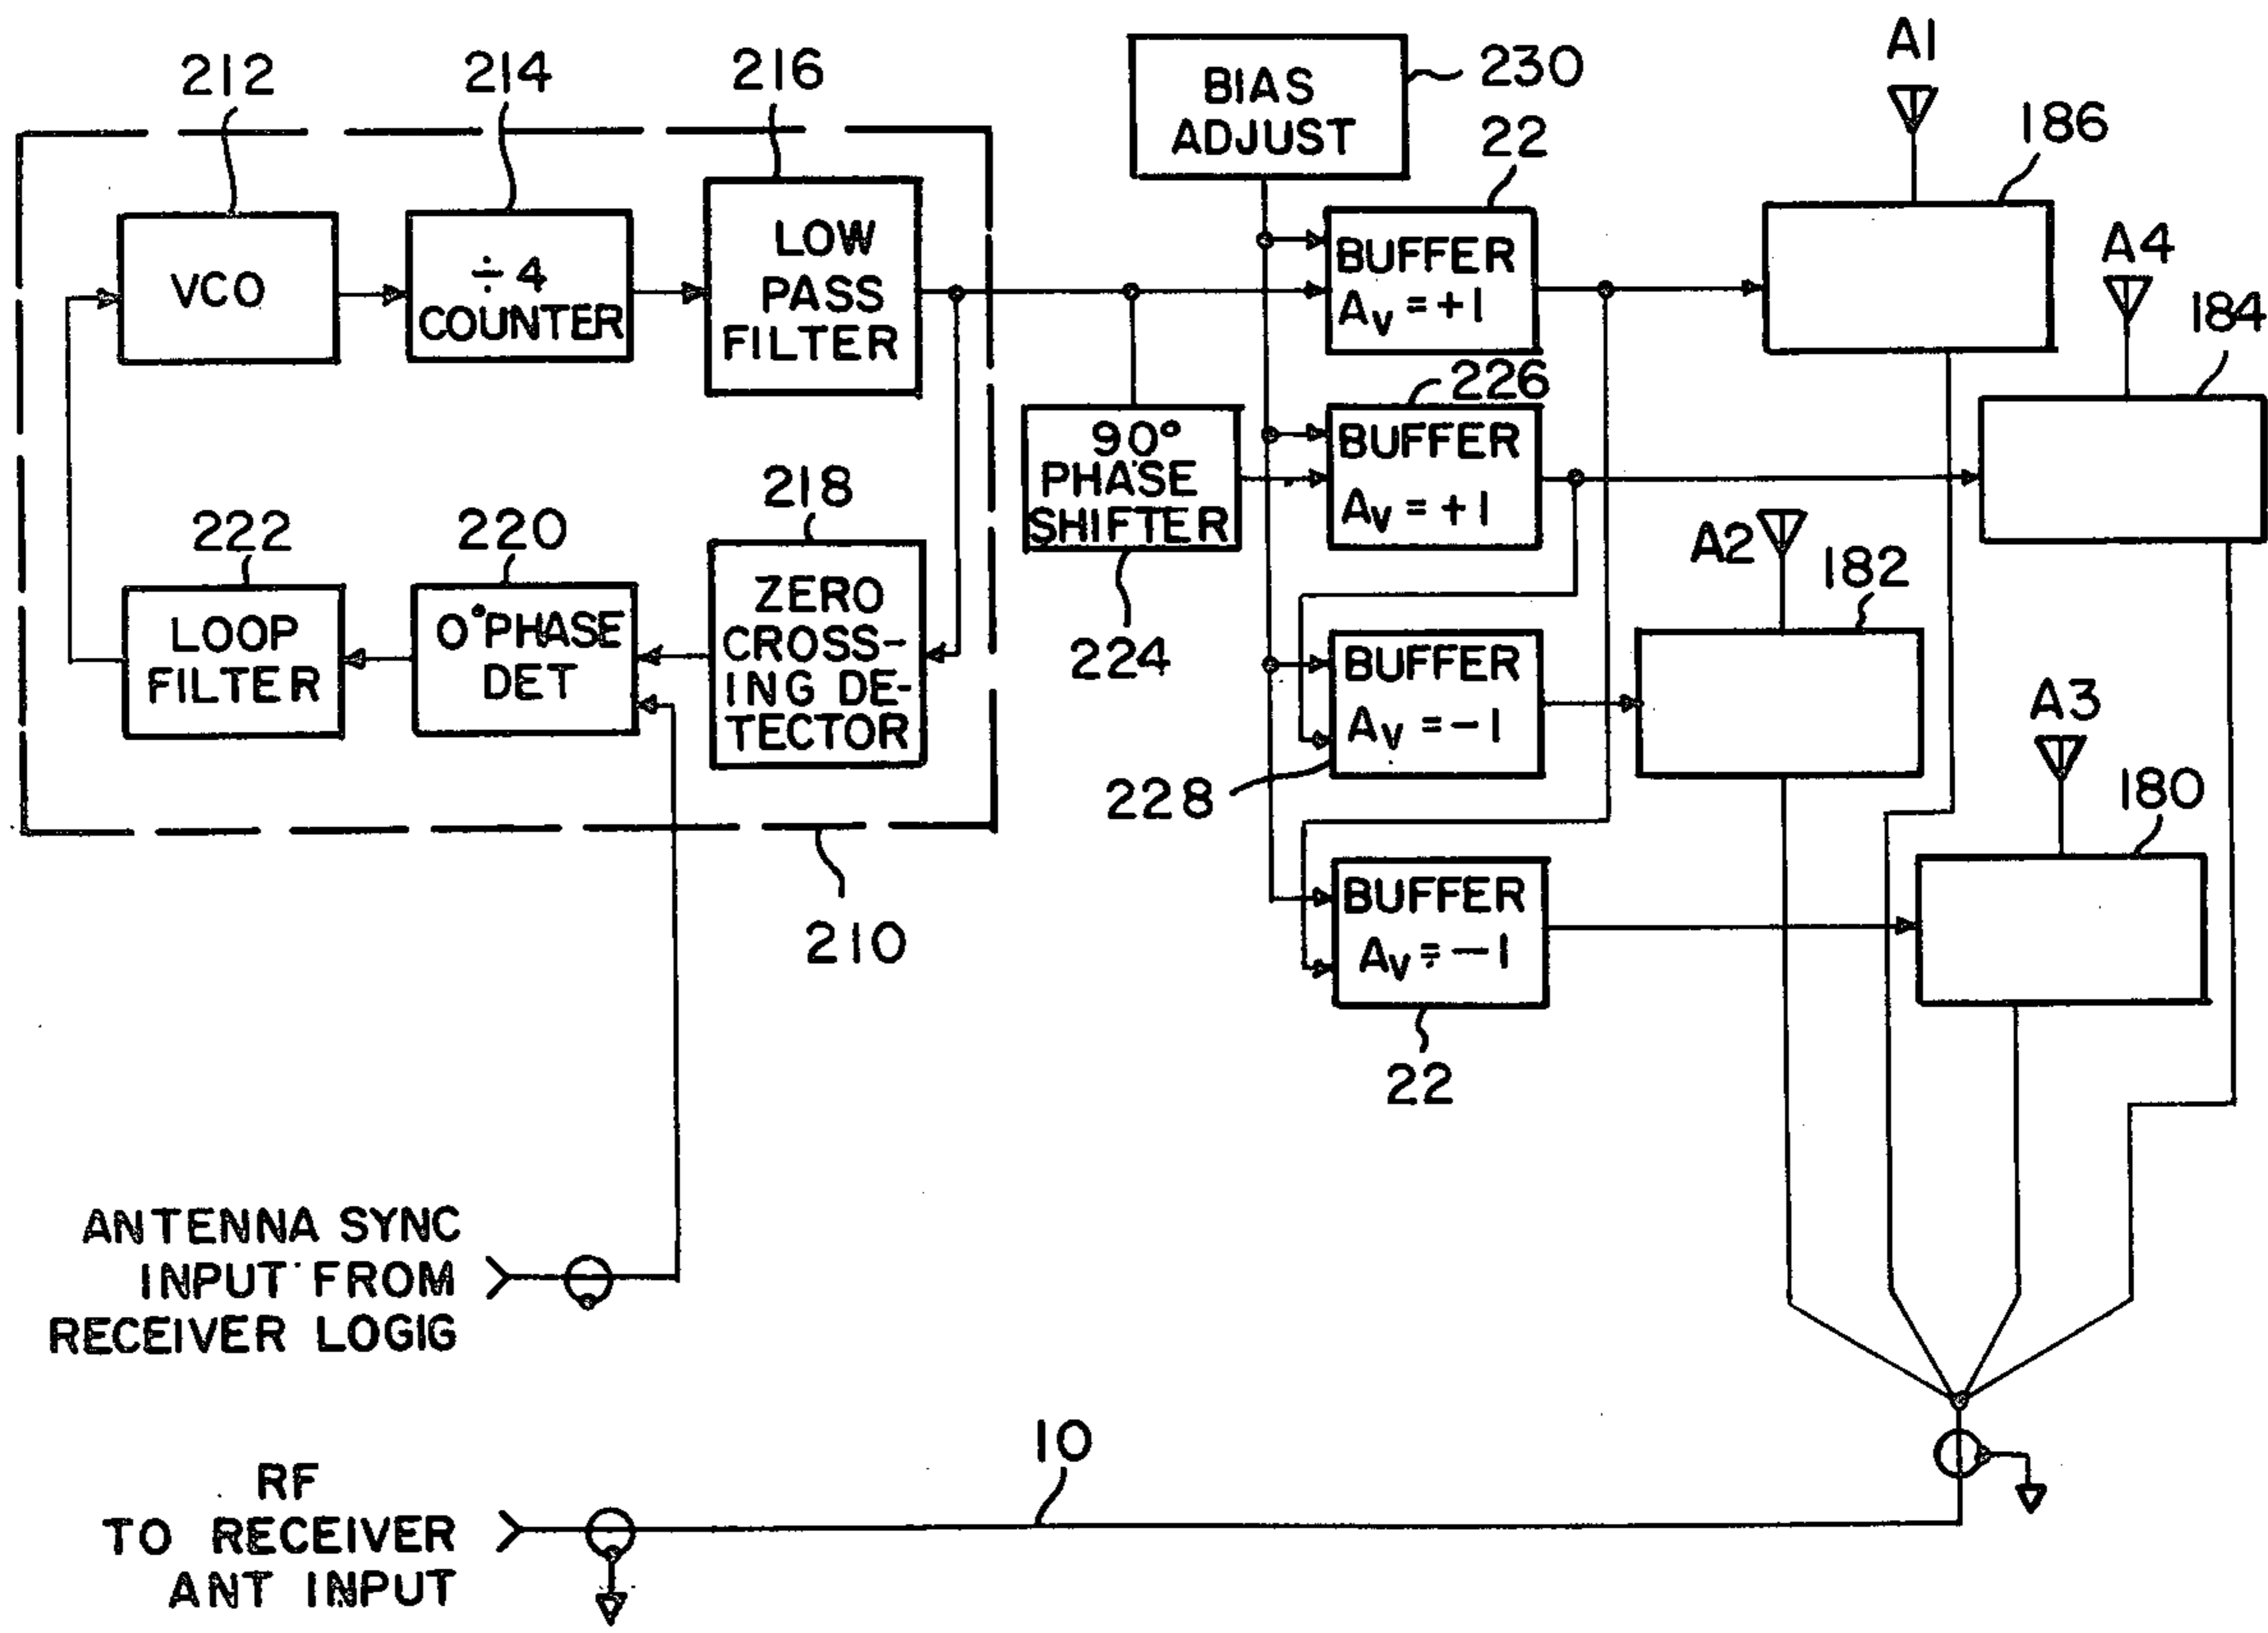 212
214
216
230
A1
BIAS
ADJUST
22
186
VCO
÷4
COUNTER
LOW
PASS
FILTER
BUFFER
Av = +1
A4
184
226
90°
PHASE
SHIFTER
BUFFER
Av = +1
222
220
218
224
A2
182
LOOP
FILTER
0° PHASE
DET
ZERO
CROSS-
ING DE-
TECTOR
BUFFER
Av = -1
228
A3
180
210
BUFFER
Av ÷ -1
22
ANTENNA SYNC
INPUT FROM
RECEIVER LOGIG
10
RF
TO RECEIVER
ANT INPUT